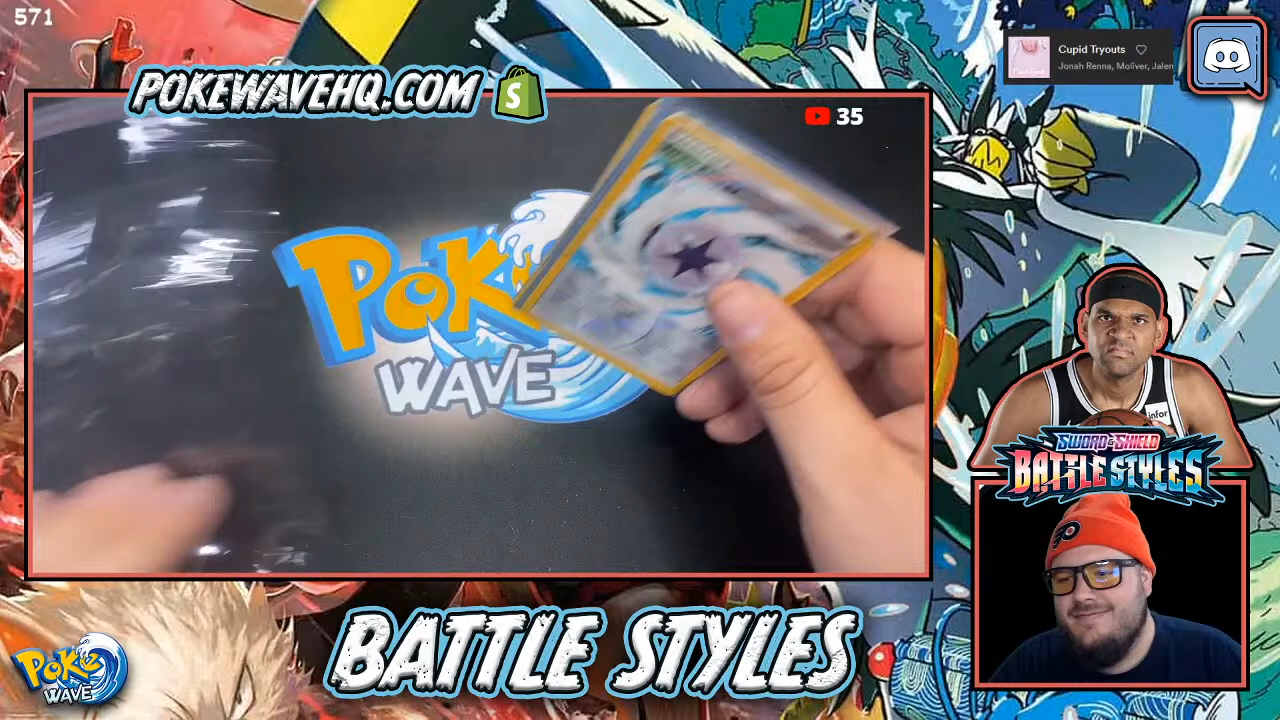 571
POKEWAVEHQ.COM
S
35
Cupid Tryouts
Jonah Renna, Moliver, Jalen
POKE
WAVE
infor
SWORD & SHIELD
BATTLE STYLES
BATTLE STYLES
POKE
WAVE